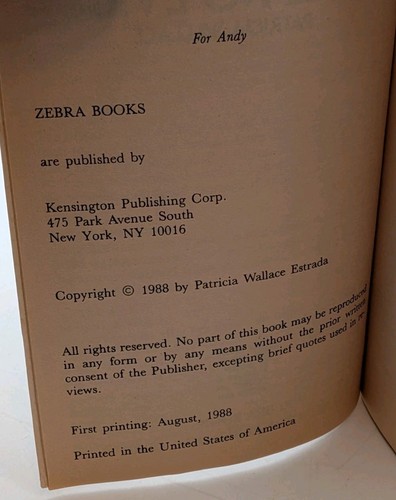 For Andy
ZEBRA BOOKS
are published by
Kensington Publishing Corp.
475 Park Avenue South
New York, NY 10016
Copyright © 1988 by Patricia Wallace Estrada
All rights reserved. No part of this book may be reproduced
in any form or by any means without the prior written
consent of the Publisher, excepting brief quotes used in re-
views.
First printing: August, 1988
Printed in the United States of America